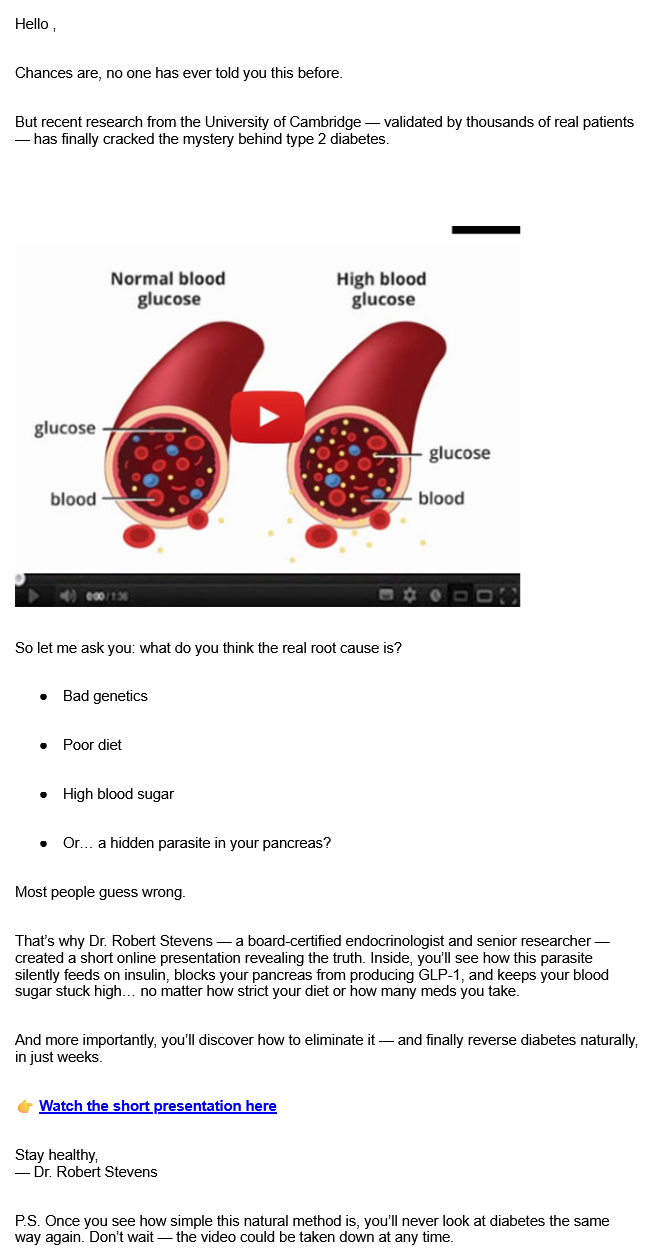 Hello ,
Chances are, no one has ever told you this before.
But recent research from the University of Cambridge — validated by thousands of real patients
— has finally cracked the mystery behind type 2 diabetes.
Normal blood
glucose
High blood
glucose
glucose
blood
glucose
blood
0:00 / 1:36
So let me ask you: what do you think the real root cause is?
● Bad genetics
● Poor diet
● High blood sugar
● Or… a hidden parasite in your pancreas?
Most people guess wrong.
That’s why Dr. Robert Stevens — a board-certified endocrinologist and senior researcher —
created a short online presentation revealing the truth. Inside, you’ll see how this parasite
silently feeds on insulin, blocks your pancreas from producing GLP-1, and keeps your blood
sugar stuck high… no matter how strict your diet or how many meds you take.
And more importantly, you’ll discover how to eliminate it — and finally reverse diabetes naturally,
in just weeks.
👉 Watch the short presentation here
Stay healthy,
— Dr. Robert Stevens
P.S. Once you see how simple this natural method is, you’ll never look at diabetes the same
way again. Don’t wait — the video could be taken down at any time.